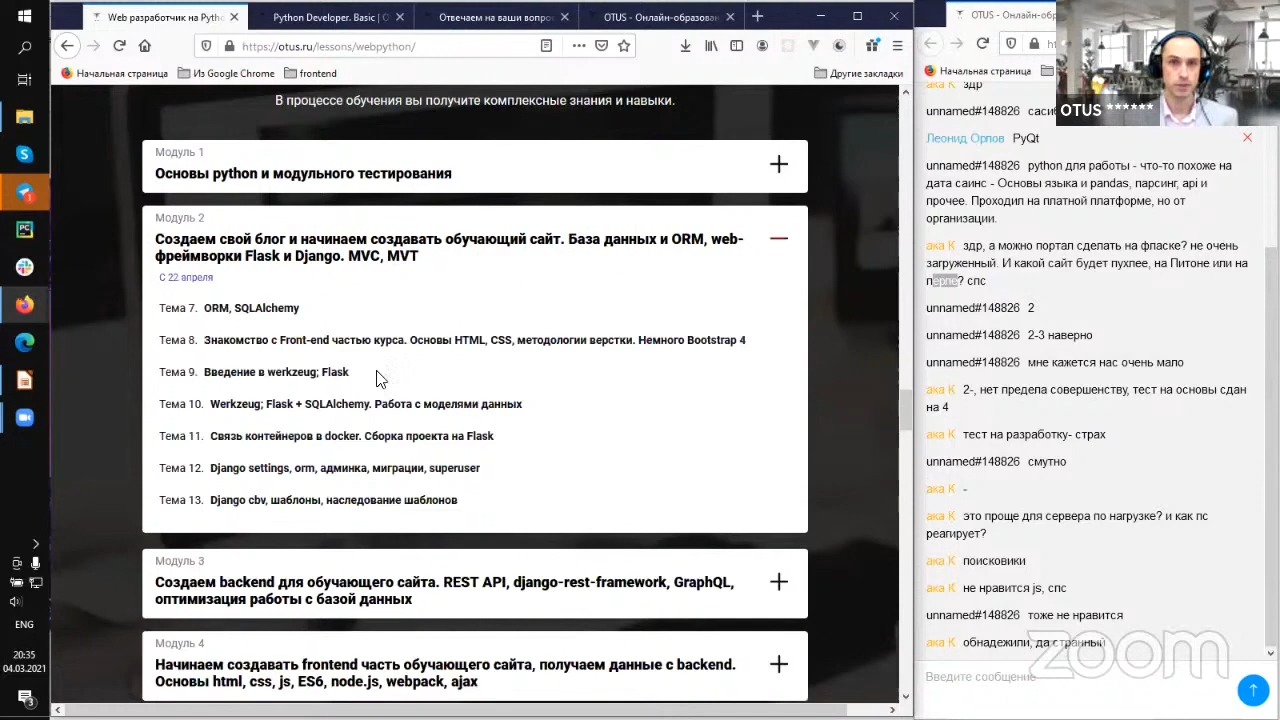 Web разработчик на Pytho
Python Developer. Basic | O
Отвечаем на ваши вопро
OTUS - Онлайн-образова
OTUS - Онлайн-обр
https://otus.ru/lessons/webpython/
Начальная страница
Из Google Chrome
frontend
Другие закладки
Начальная страница
OTUS ******
В процессе обучения вы получите комплексные знания и навыки.
Модуль 1
Основы python и модульного тестирования
Модуль 2
Создаем свой блог и начинаем создавать обучающий сайт. База данных и ORM, web-
фреймворки Flask и Django. MVC, MVT
С 22 апреля
Тема 7. ORM, SQLAlchemy
Тема 8. Знакомство с Front-end частью курса. Основы HTML, CSS, методологии верстки. Немного Bootstrap 4
Тема 9. Введение в werkzeug; Flask
Тема 10. Werkzeug; Flask + SQLAlchemy. Работа с моделями данных
Тема 11. Связь контейнеров в docker. Сборка проекта на Flask
Тема 12. Django settings, orm, админка, миграции, superuser
Тема 13. Django cbv, шаблоны, наследование шаблонов
Модуль 3
Создаем backend для обучающего сайта. REST API, django-rest-framework, GraphQL,
оптимизация работы с базой данных
Модуль 4
Начинаем создавать frontend часть обучающего сайта, получаем данные с backend.
Основы html, css, js, ES6, node.js, webpack, ajax
ака К здр
unnamed#148826
Леонид Орлов PyQt
unnamed#148826 python для работы - что-то похоже на
дата саинс - Основы языка и pandas, парсинг, api и
прочее. Проходил на платной платформе, но от
организации.
ака К здр, а можно портал сделать на фласке? не очень
загруженный. И какой сайт будет пухпее, на Питоне или на
перпе? спс
unnamed#148826 2
unnamed#148826 2-3 наверно
unnamed#148826 мне кажется нас очень мало
ака К 2-, нет предела совершенству, тест на основы сдан
на 4
ака К тест на разработку- страх
unnamed#148826 смутно
ака К -
ака К это проще для сервера по нагрузке? и как пс
реагирует?
ака К поисковики
ака К не нравится js, спс
unnamed#148826 тоже не нравится
ака К обнадежили, да странный
Введите сообщение
zoom
ENG
20:35
04.03.2021
3